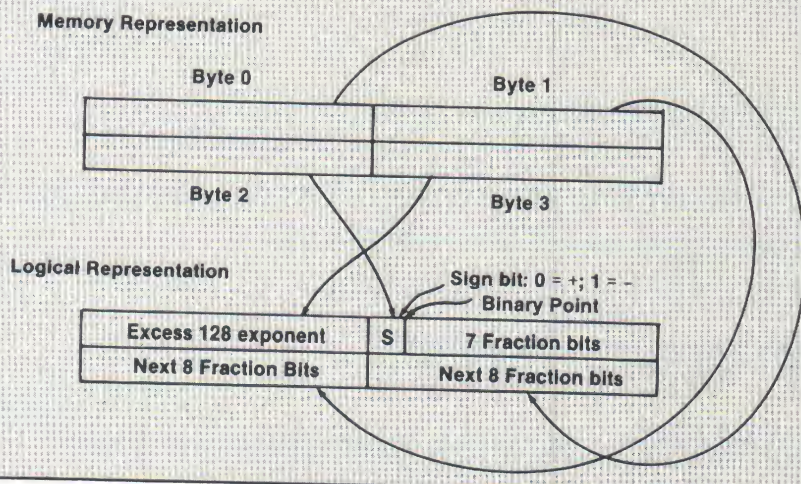 Memory Representation
Byte 0
Byte 1
Byte 2
Byte 3
Logical Representation
Sign bit: 0 = +; 1 = -
Binary Point
Excess 128 exponent
S
7 Fraction bits
Next 8 Fraction Bits
Next 8 Fraction bits